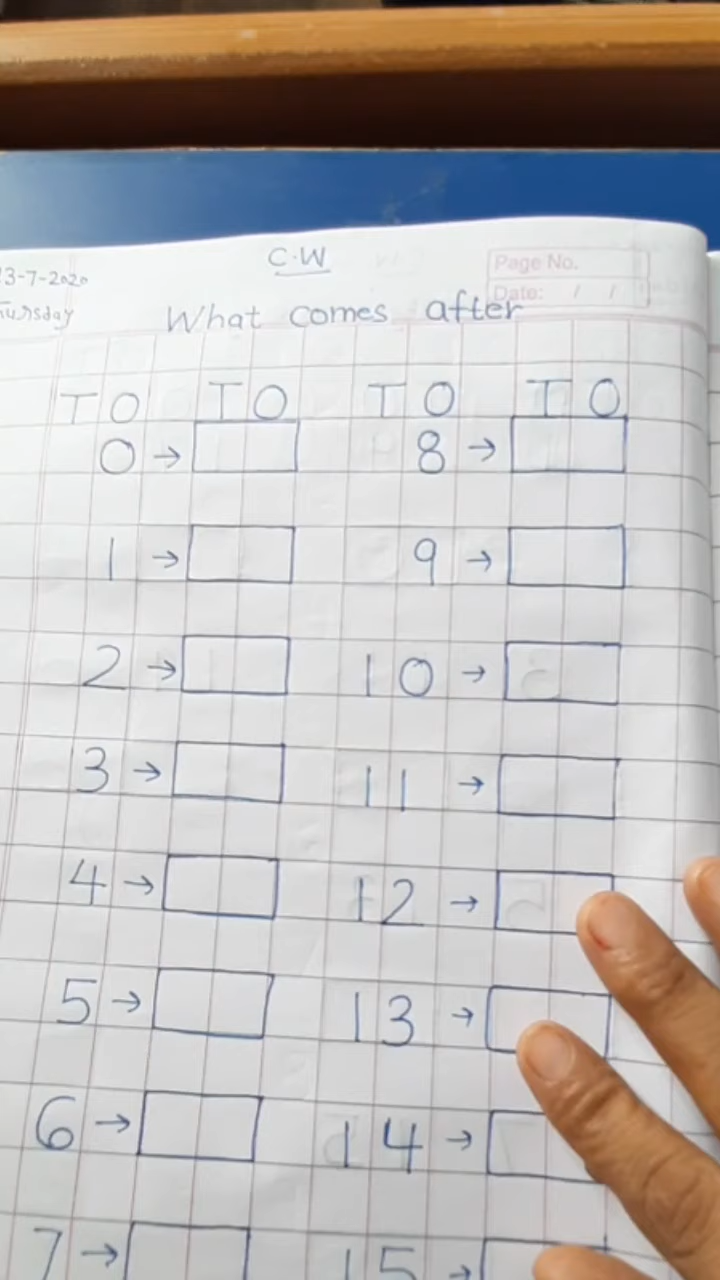 C.W
Page No.
13-7-2020
Date: / /
What comes after
T O T O T O T O
0 → 8 →
1 → 9 →
2 → 10 →
3 → 11 →
4 → 12 →
5 → 13 →
6 → 14 →
7 → 15 →